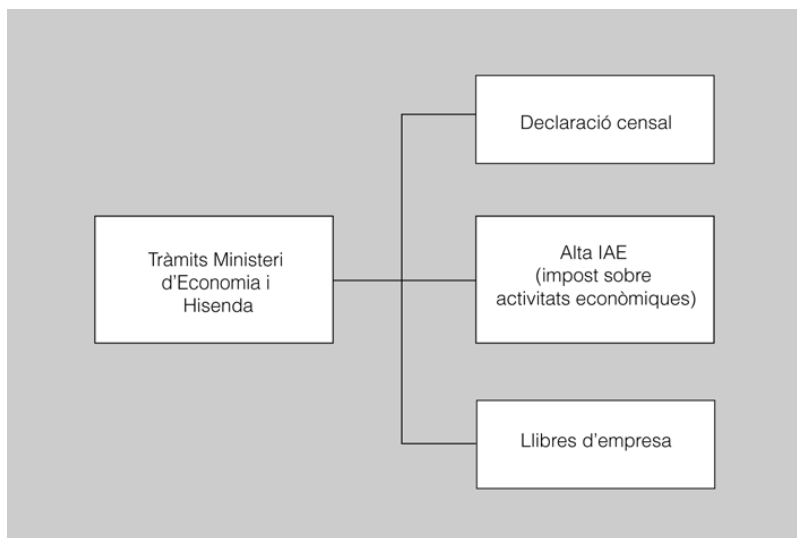 Tràmits Ministeri
d'Economia i
Hisenda
Declaració censal
Alta IAE
(impost sobre
activitats econòmiques)
Llibres d'empresa